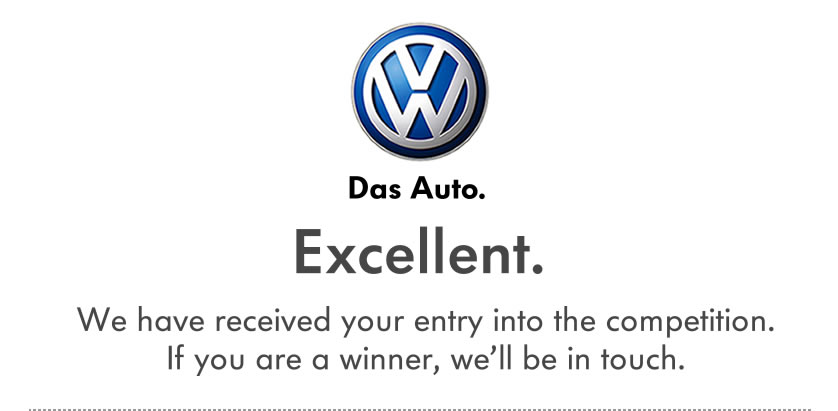 Das Auto.
Excellent.
We have received your entry into the competition.
If you are a winner, we’ll be in touch.